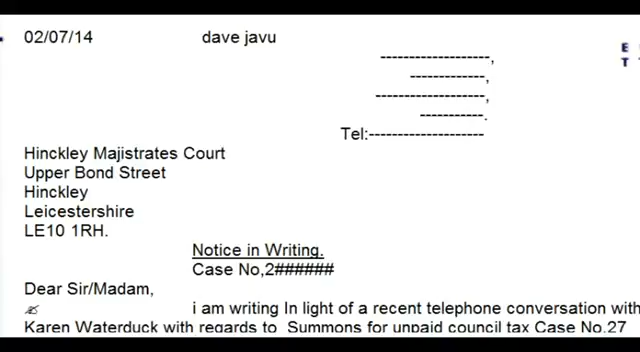 02/07/14 dave javu
--------------------,
-------------,
-------------------,
-----------.
Tel:--------------------
Hinckley Majistrates Court
Upper Bond Street
Hinckley
Leicestershire
LE10 1RH.
Notice in Writing.
Case No,2######
Dear Sir/Madam,
i am writing In light of a recent telephone conversation with
Karen Waterduck with regards to Summons for unpaid council tax Case No.27